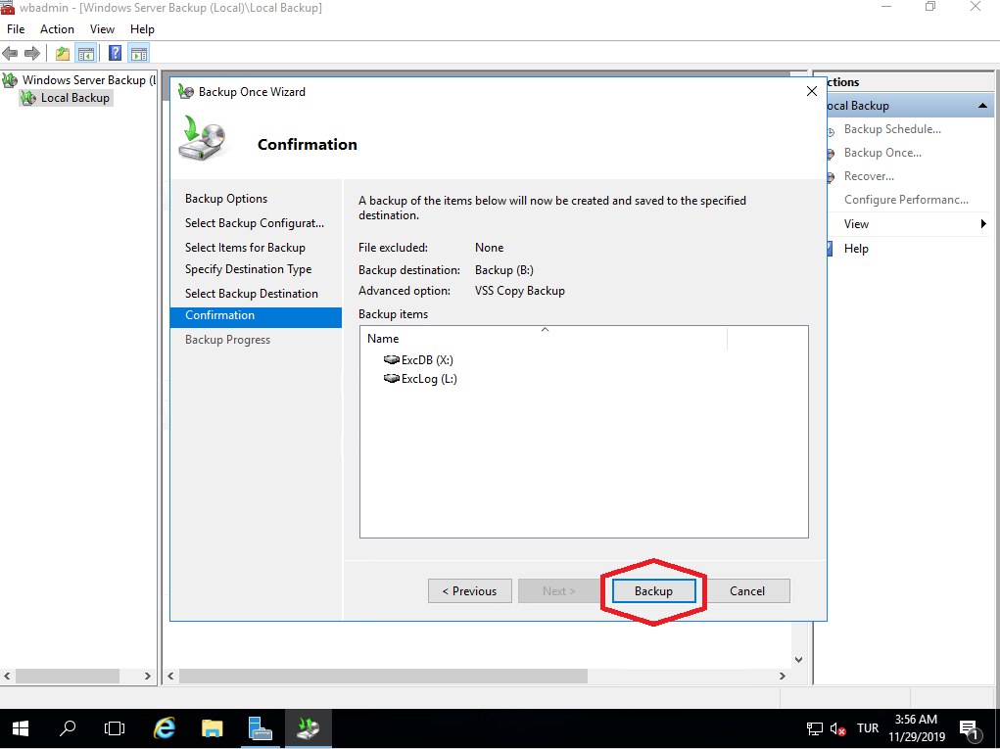 wbadmin - [Windows Server Backup (Local)\Local Backup]
File Action View Help
Windows Server Backup (L
Local Backup
Backup Once Wizard
Confirmation
Backup Options
Select Backup Configurat...
Select Items for Backup
Specify Destination Type
Select Backup Destination
Confirmation
Backup Progress
A backup of the items below will now be created and saved to the specified
destination.
File excluded: None
Backup destination: Backup (B:)
Advanced option: VSS Copy Backup
Backup items
Name
ExcDB (X:)
ExcLog (L:)
< Previous Next > Backup Cancel
ctions
ocal Backup
Backup Schedule...
Backup Once...
Recover...
Configure Performanc...
View
Help
TUR
3:56 AM
11/29/2019
1